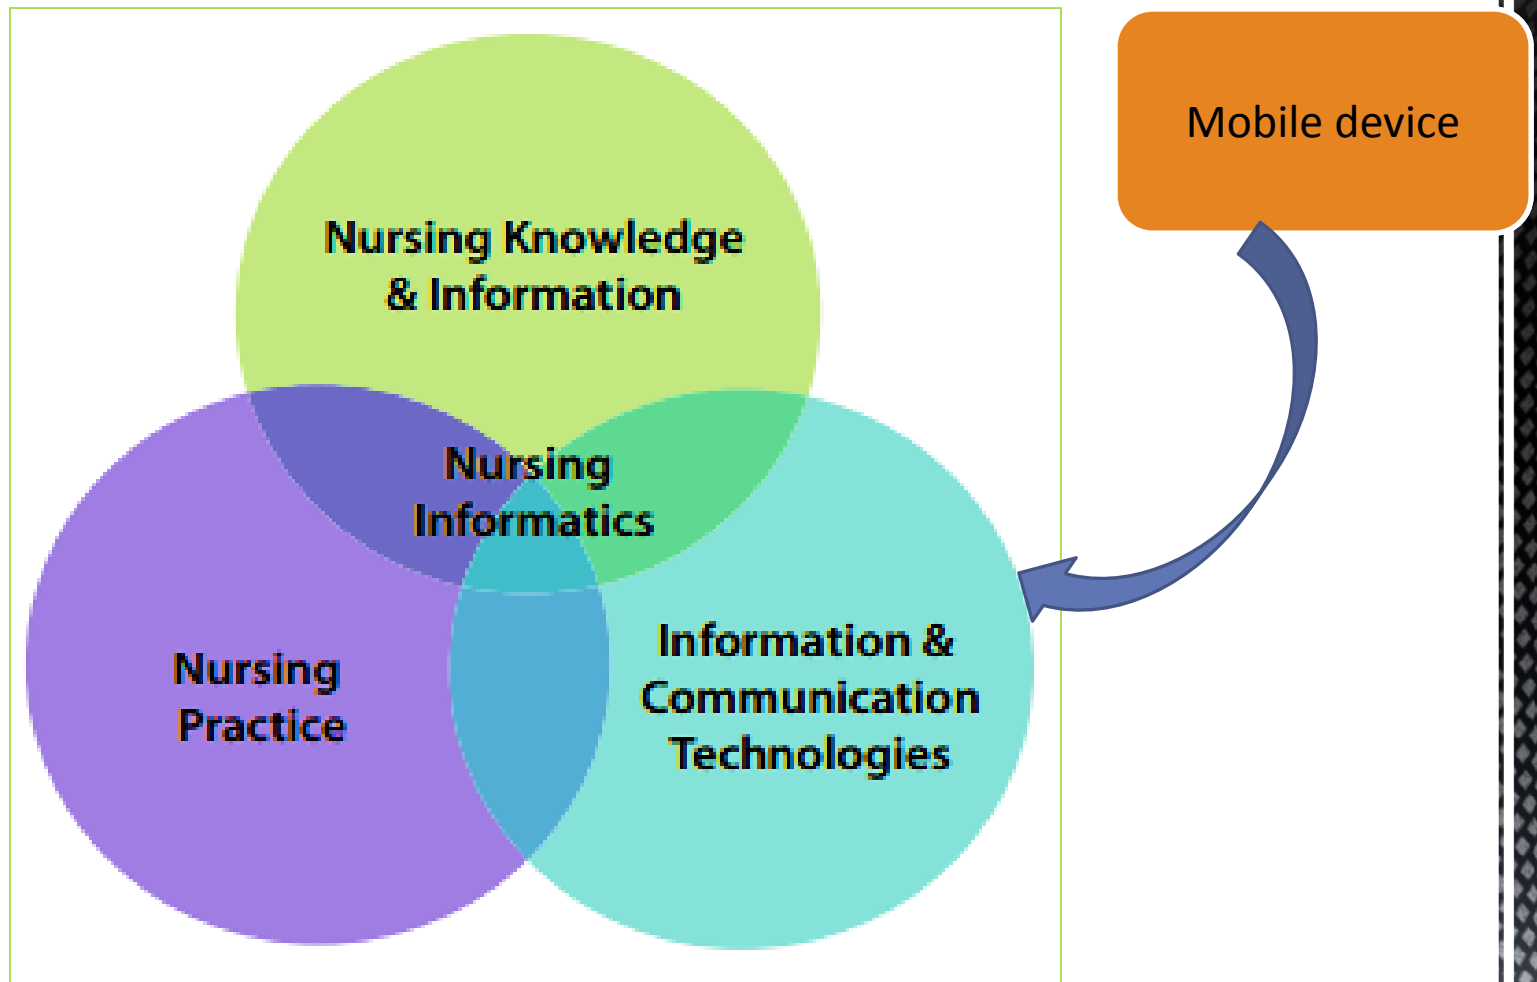 Mobile device
Nursing Knowledge
& Information
Nursing
Informatics
Nursing
Practice
Information &
Communication
Technologies